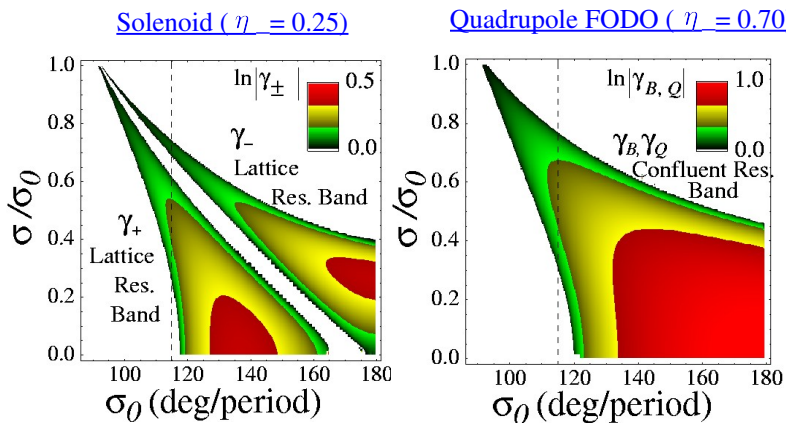 Solenoid ( η = 0.25)
ln|γ± |
0.5
0.0
γ−
Lattice
Res. Band
γ+
Lattice
Res.
Band
σ/σ0
1.0
0.8
0.6
0.4
0.2
0.0
100 120 140 160 180
σ0 (deg/period)
Quadrupole FODO ( η = 0.70
ln|γB, Q|
1.0
0.0
γB, γQ
Confluent Res.
Band
σ/σ0
1.0
0.8
0.6
0.4
0.2
0.0
100 120 140 160 180
σ0 (deg/period)